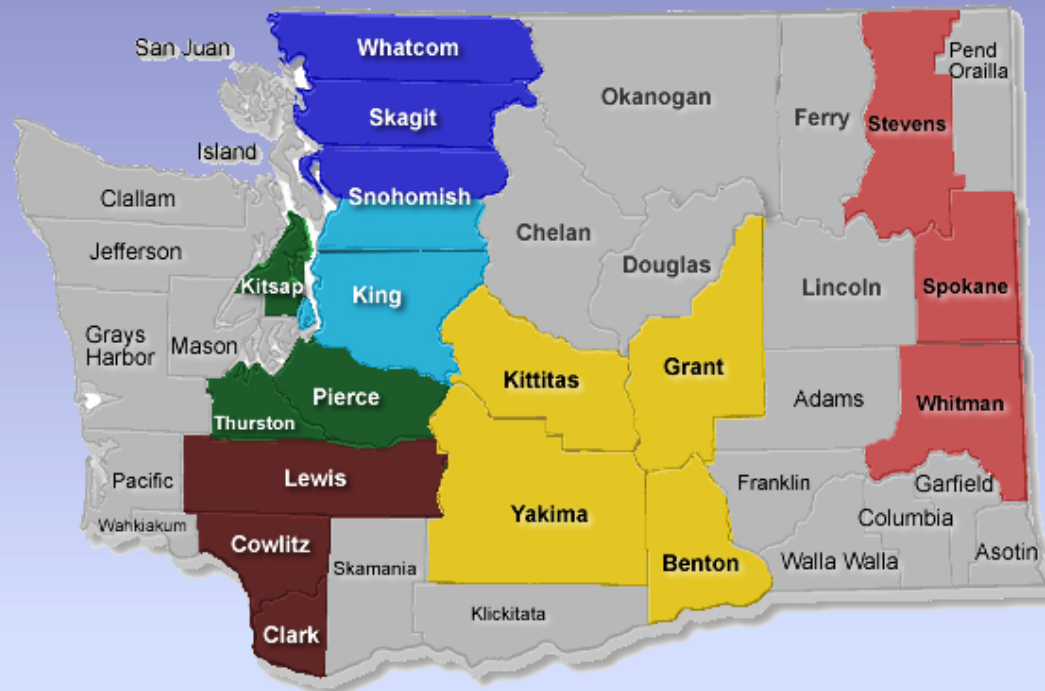 San Juan
Whatcom
Pend
Orailla
Okanogan
Skagit
Ferry
Stevens
Island
Clallam
Snohomish
Chelan
Jefferson
Douglas
Kitsap
King
Lincoln
Spokane
Grays
Harbor
Mason
Kittitas
Grant
Pierce
Adams
Whitman
Thurston
Pacific
Lewis
Franklin
Garfield
Wahkiakum
Yakima
Columbia
Cowlitz
Skamania
Benton
Walla Walla
Asotin
Klickitata
Clark